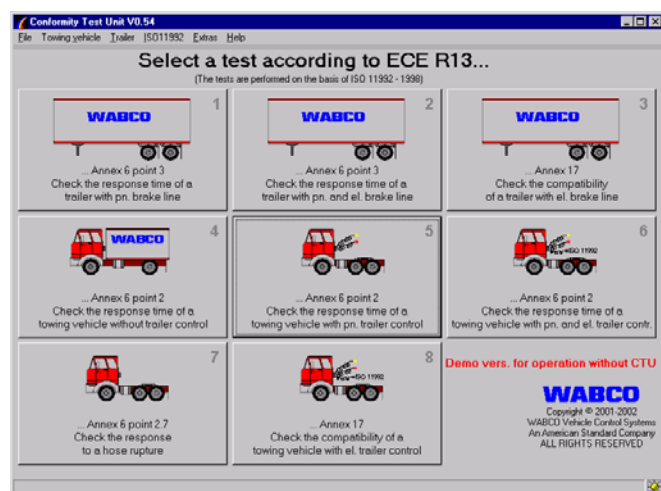 Conformity Test Unit V0.54
File Towing vehicle Trailer ISO11992 Extras Help
Select a test according to ECE R13...
(The tests are performed on the basis of ISO 11992 - 1998)
1
WABCO
... Annex 6 point 3
Check the response time of a
trailer with pn. brake line
2
WABCO
... Annex 6 point 3
Check the response time of a
trailer with pn. and el. brake line
3
WABCO
... Annex 17
Check the compatibility
of a trailer with el. brake line
4
WABCO
... Annex 6 point 2
Check the response time of a
towing vehicle without trailer control
5
... Annex 6 point 2
Check the response time of a
towing vehicle with pn. trailer control
6
ISO 11992
... Annex 6 point 2
Check the response time of a
towing vehicle with pn. and el. trailer contr.
7
... Annex 6 point 2.7
Check the response
to a hose rupture
8
ISO 11992
... Annex 17
Check the compatibility of a
towing vehicle with el. trailer control
Demo vers. for operation without CTU
WABCO
Copyright © 2001-2002
WABCO Vehicle Control Systems
An American Standard Company
ALL RIGHTS RESERVED